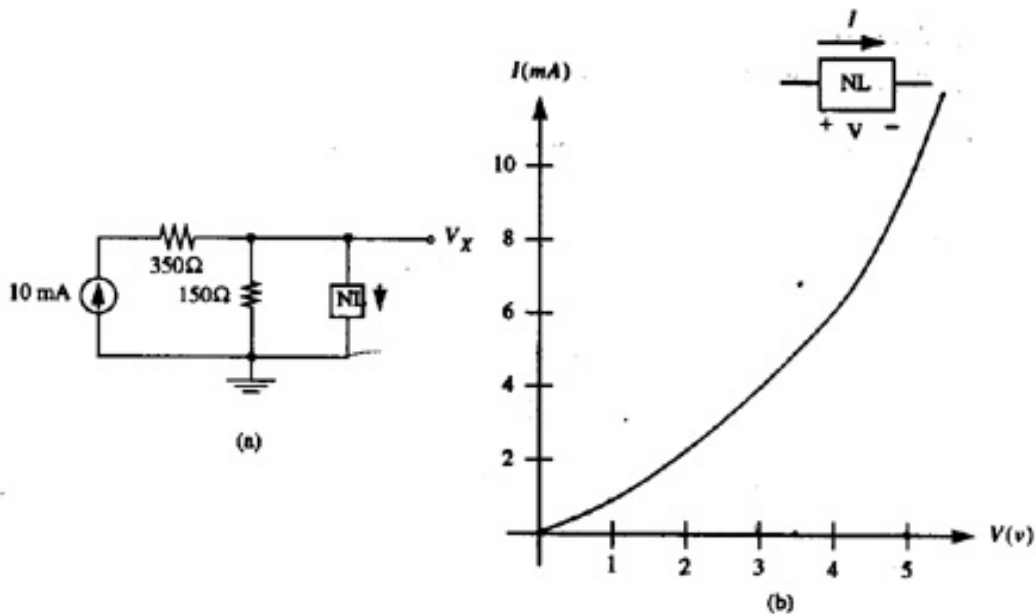 I
I(mA)
NL
+ V −
10
8
6
4
2
1 2 3 4 5
V(v)
(b)
V_X
350Ω
10 mA
150Ω
NL
(a)